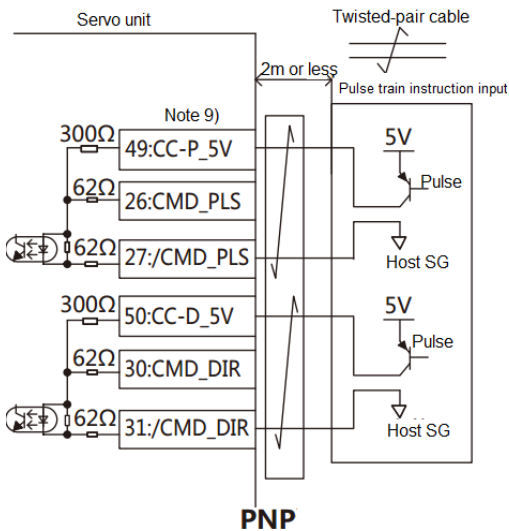 Servo unit
Twisted-pair cable
2m or less
Pulse train instruction input
Note 9)
300Ω
49:CC-P_5V
5V
62Ω
26:CMD_PLS
Pulse
62Ω
27:/CMD_PLS
Host SG
300Ω
50:CC-D_5V
5V
62Ω
30:CMD_DIR
Pulse
62Ω
31:/CMD_DIR
Host SG
PNP